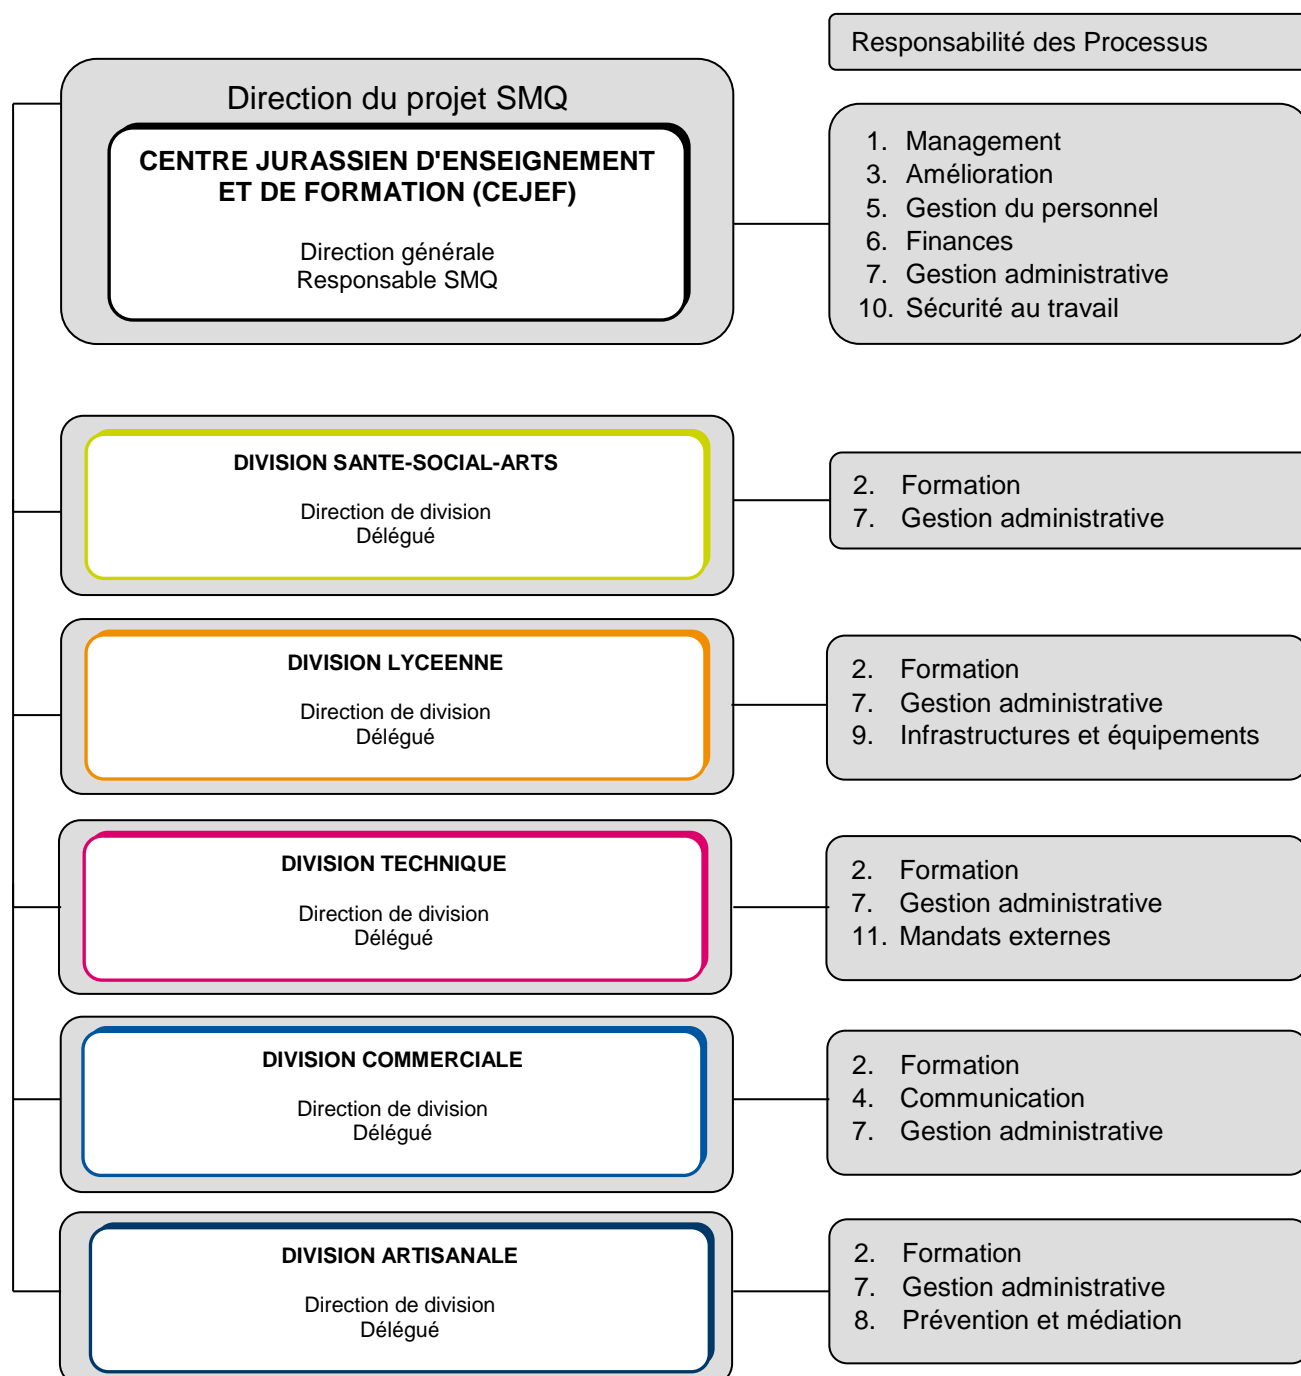 Responsabilité des Processus
Direction du projet SMQ
CENTRE JURASSIEN D'ENSEIGNEMENT
ET DE FORMATION (CEJEF)
Direction générale
Responsable SMQ
1. Management
3. Amélioration
5. Gestion du personnel
6. Finances
7. Gestion administrative
10. Sécurité au travail
DIVISION SANTE-SOCIAL-ARTS
Direction de division
Délégué
2. Formation
7. Gestion administrative
DIVISION LYCEENNE
Direction de division
Délégué
2. Formation
7. Gestion administrative
9. Infrastructures et équipements
DIVISION TECHNIQUE
Direction de division
Délégué
2. Formation
7. Gestion administrative
11. Mandats externes
DIVISION COMMERCIALE
Direction de division
Délégué
2. Formation
4. Communication
7. Gestion administrative
DIVISION ARTISANALE
Direction de division
Délégué
2. Formation
7. Gestion administrative
8. Prévention et médiation